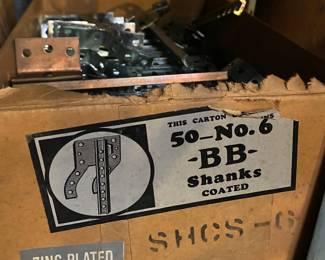 THIS CARTON
50-No. 6
-BB-
Shanks
COATED
SHCS-6
ZINC PLATED